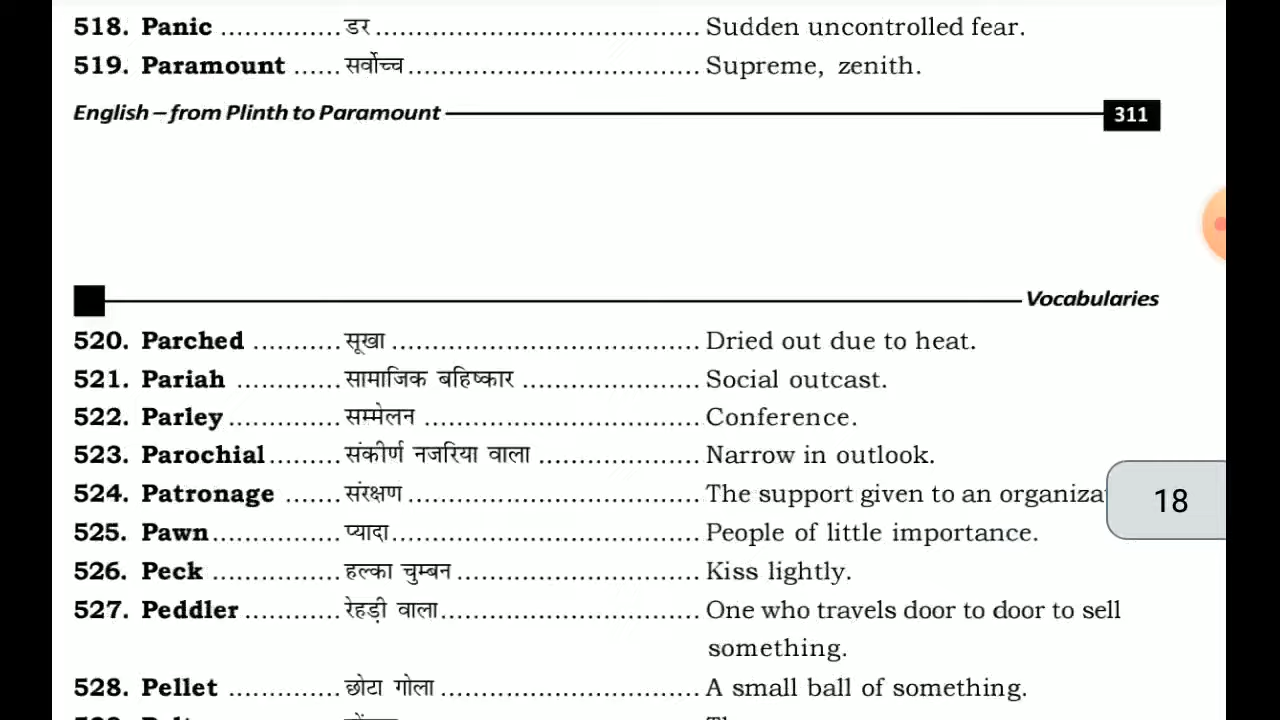 518. Panic .............. डर ....................................... Sudden uncontrolled fear.
519. Paramount ...... सर्वोच्च ................................... Supreme, zenith.
English – from Plinth to Paramount 311
Vocabularies
520. Parched ........... सूखा ..................................... Dried out due to heat.
521. Pariah ............. सामाजिक बहिष्कार ..................... Social outcast.
522. Parley .............. सम्मेलन ................................. Conference.
523. Parochial ......... संकीर्ण नजरिया वाला ................... Narrow in outlook.
524. Patronage ....... संरक्षण ................................... The support given to an
18
525. Pawn ................ प्यादा ..................................... People of little importance.
526. Peck ................ हल्का चुम्बन ............................. Kiss lightly.
527. Peddler ............ रेहड़ी वाला ............................... One who travels door to door to sell
something.
528. Pellet .............. छोटा गोला ............................... A small ball of something.